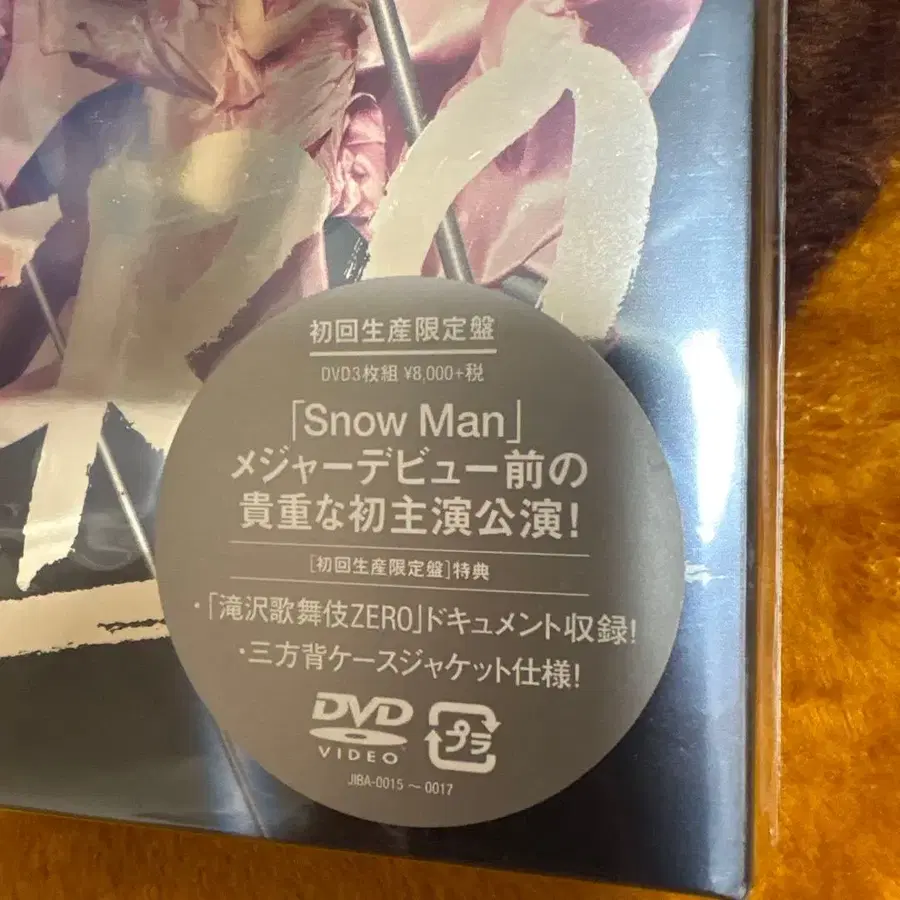 初回生産限定盤
DVD3枚組 ¥8,000+税
「Snow Man」
メジャーデビュー前の
貴重な初主演公演!
[初回生産限定盤]特典
・「滝沢歌舞伎ZERO」ドキュメント収録!
・三方背ケースジャケット仕様!
DVD
VIDEO
プラ
JIBA-0015 〜 0017